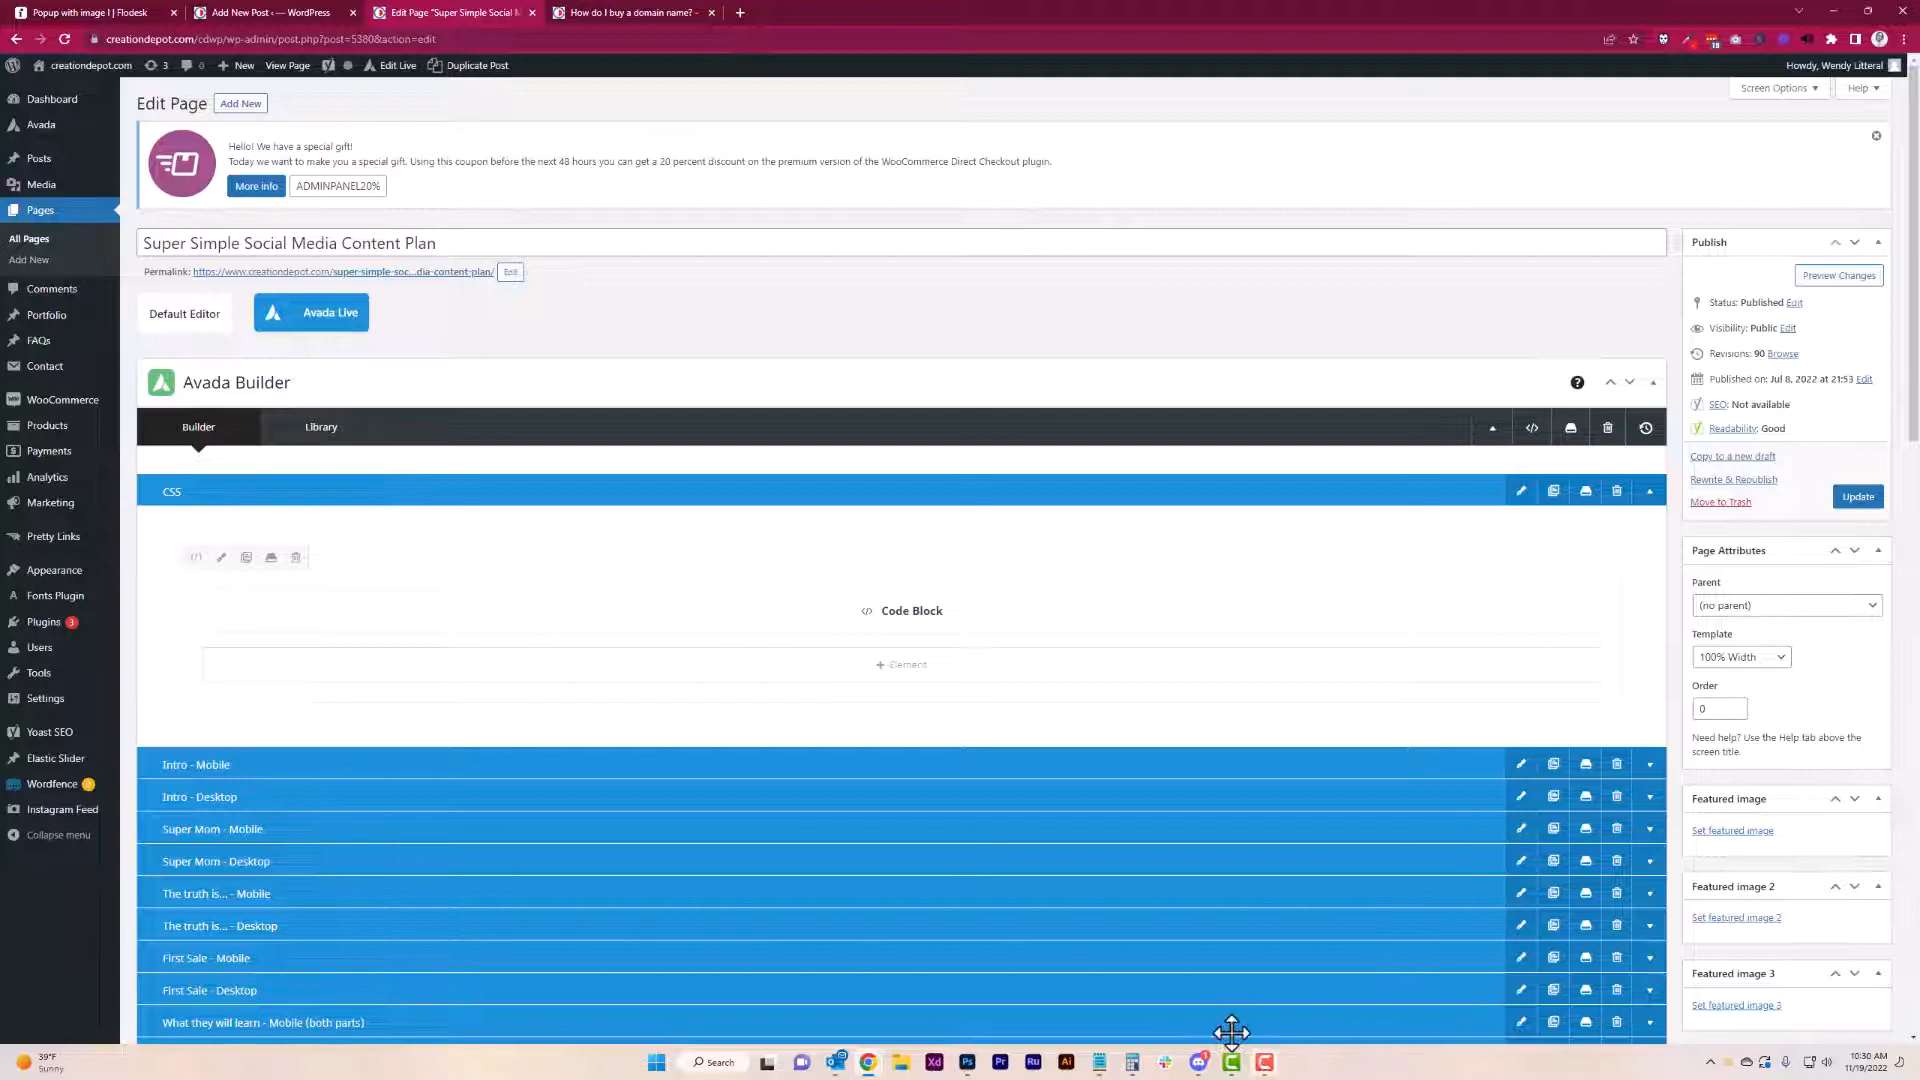 Popup with image I | Flodesk
Add New Post ‹ — WordPress
Edit Page "Super Simple Social M
How do I buy a domain name? -
creationdepot.com/cdwp/wp-admin/post.php?post=5380&action=edit
18
creationdepot.com
3
0
New
View Page
Edit Live
Duplicate Post
Howdy, Wendy Litteral
Dashboard
Avada
Posts
Media
Pages
All Pages
Add New
Comments
Portfolio
FAQs
Contact
WooCommerce
Products
Payments
Analytics
Marketing
Pretty Links
Appearance
Fonts Plugin
Plugins 3
Users
Tools
Settings
Yoast SEO
Elastic Slider
Wordfence
Instagram Feed
Collapse menu
Screen Options
Help
Edit Page
Add New
Hello! We have a special gift!
Today we want to make you a special gift. Using this coupon before the next 48 hours you can get a 20 percent discount on the premium version of the WooCommerce Direct Checkout plugin.
More info
ADMINPANEL20%
Super Simple Social Media Content Plan
Permalink: https://www.creationdepot.com/super-simple-soc...dia-content-plan/ Edit
Default Editor
Avada Live
Avada Builder
Builder
Library
CSS
Code Block
+ Element
Intro - Mobile
Intro - Desktop
Super Mom - Mobile
Super Mom - Desktop
The truth is... - Mobile
The truth is... - Desktop
First Sale - Mobile
First Sale - Desktop
What they will learn - Mobile (both parts)
Publish
Preview Changes
Status: Published Edit
Visibility: Public Edit
Revisions: 90 Browse
Published on: Jul 8, 2022 at 21:53 Edit
SEO: Not available
Readability: Good
Copy to a new draft
Rewrite & Republish
Move to Trash
Update
Page Attributes
Parent
(no parent)
Template
100% Width
Order
0
Need help? Use the Help tab above the
screen title.
Featured image
Set featured image
Featured image 2
Set featured image 2
Featured image 3
Set featured image 3
39°F
Sunny
Search
Xd
Ps
Pr
Ru
Ai
10:30 AM
11/19/2022